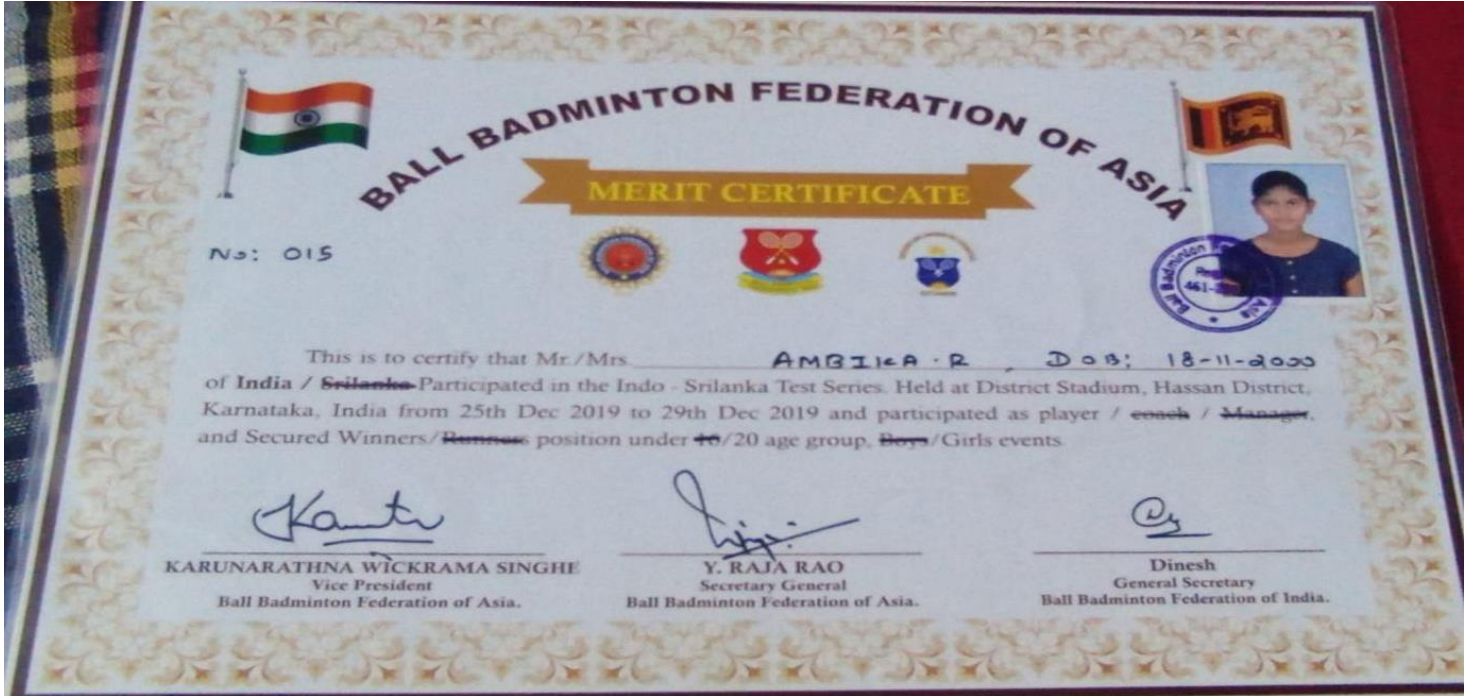 BALL BADMINTON FEDERATION OF ASIA
MERIT CERTIFICATE
No: 015
This is to certify that Mr./Mrs. AMBIKA.R, DOB: 18-11-2000
of India / Srilanka Participated in the Indo - Srilanka Test Series. Held at District Stadium, Hassan District,
Karnataka, India from 25th Dec 2019 to 29th Dec 2019 and participated as player / coach / Manager,
and Secured Winners/Runners position under 16/20 age group, Boys/Girls events.
KARUNARATHNA WICKRAMA SINGHE
Vice President
Ball Badminton Federation of Asia.
Y. RAJA RAO
Secretary General
Ball Badminton Federation of Asia.
Dinesh
General Secretary
Ball Badminton Federation of India.
Ball Badminton
Asia
461-